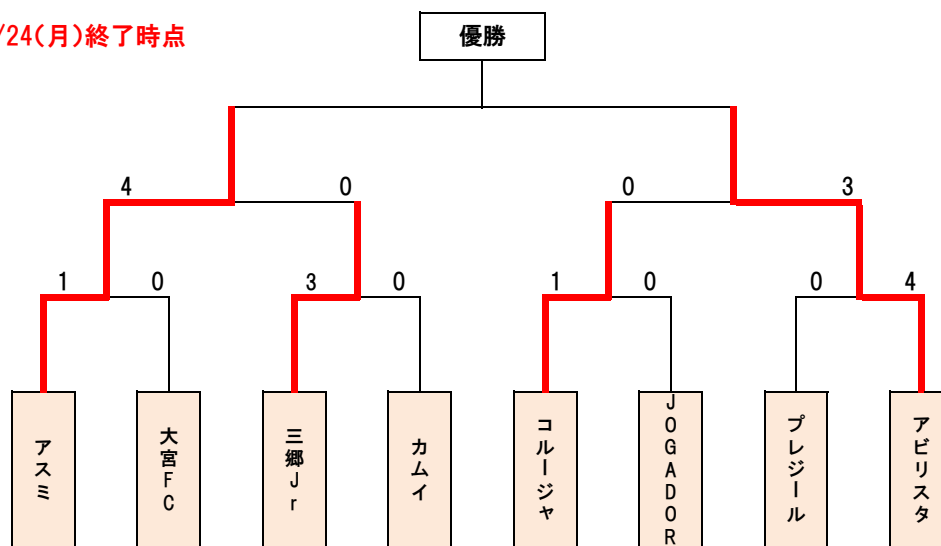 /24(月)終了時点
優勝
4 0 0 3
1 0 3 0 1 0 0 4
アスミ
大宮FC
三郷Jr
カムイ
コルージャ
JOGADOR
プレジール
アビリスタ